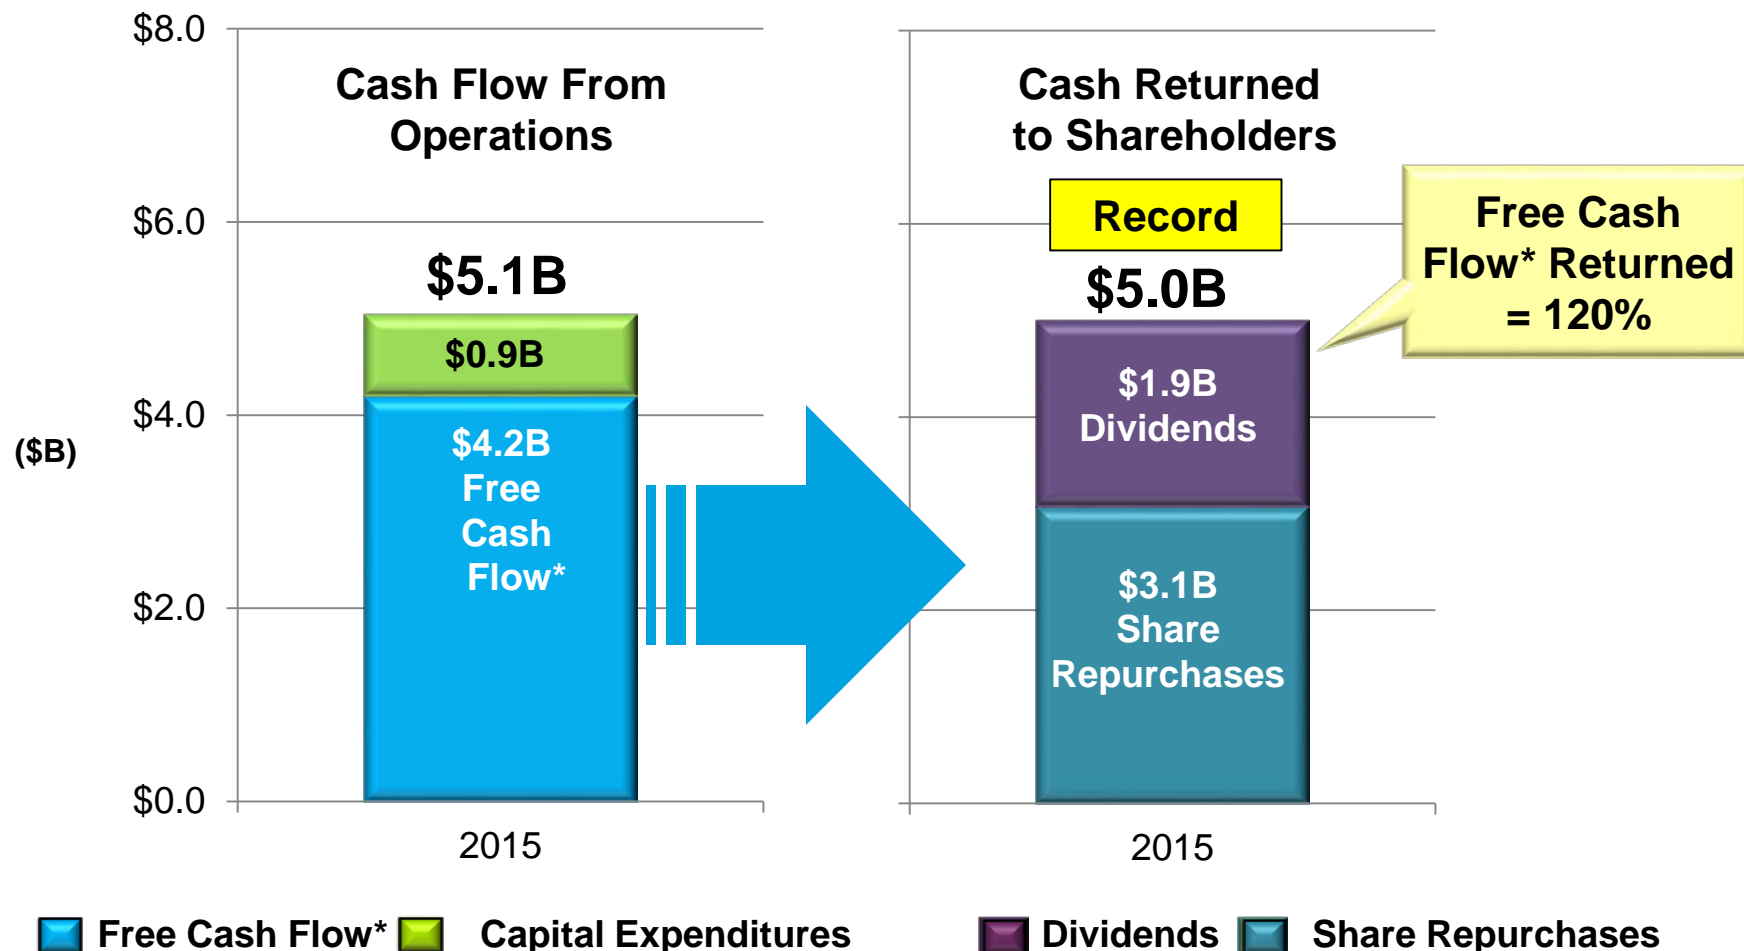 $8.0
$6.0
$4.0
$2.0
$0.0
($B)
Cash Flow From
Operations
$5.1B
$0.9B
$4.2B
Free
Cash
Flow*
2015
Cash Returned
to Shareholders
Record
$5.0B
$1.9B
Dividends
$3.1B
Share
Repurchases
2015
Free Cash
Flow* Returned
= 120%
Free Cash Flow* Capital Expenditures Dividends Share Repurchases